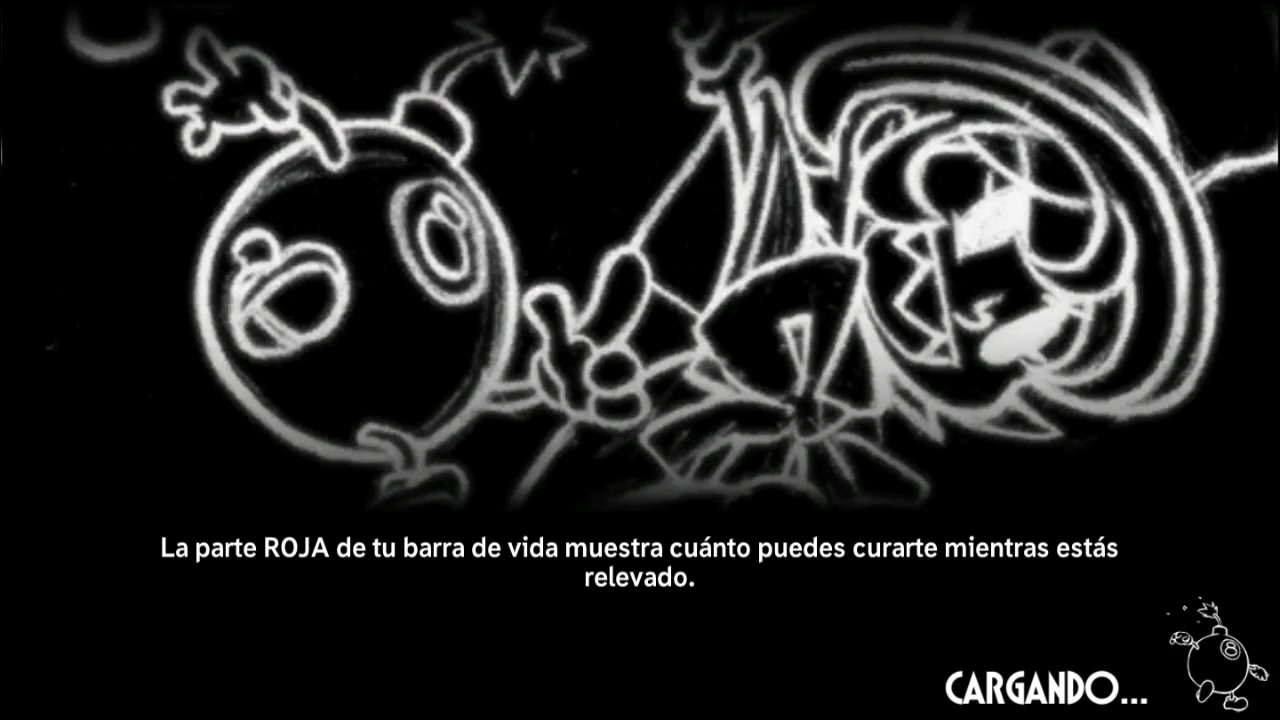 La parte ROJA de tu barra de vida muestra cuánto puedes curarte mientras estás
relevado.
CARGANDO...